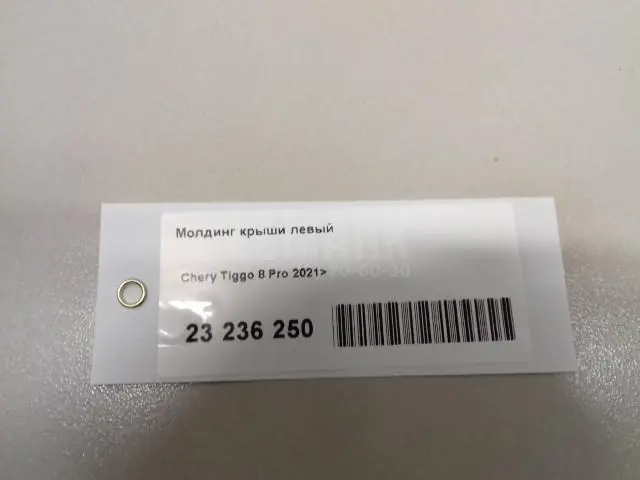 Молдинг крыши левый
Chery Tiggo 8 Pro 2021>
23 236 250